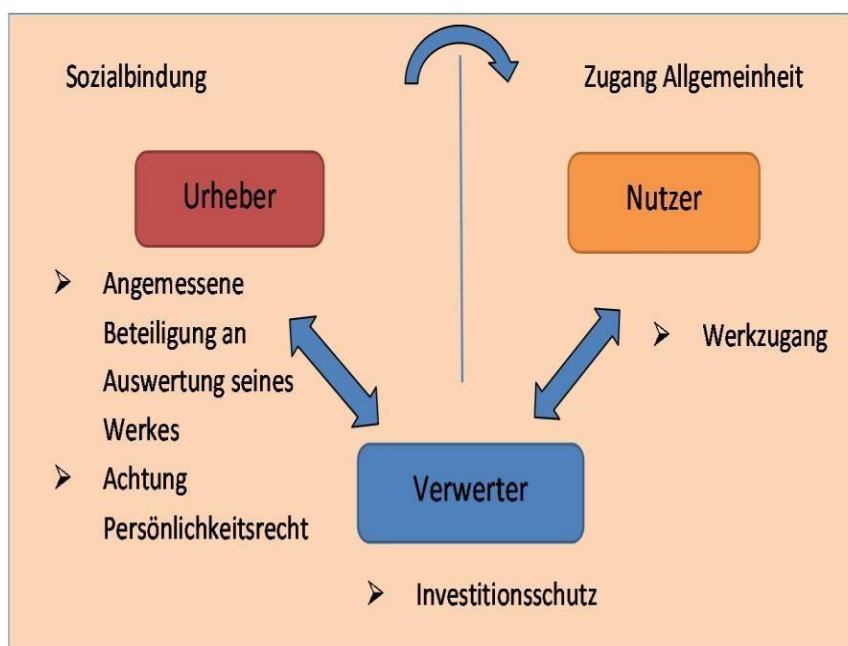 Sozialbindung
Zugang Allgemeinheit
Urheber
Nutzer
Angemessene
Beteiligung an
Auswertung seines
Werkes
Achtung
Persönlichkeitsrecht
Werkzugang
Verwerter
Investitionsschutz